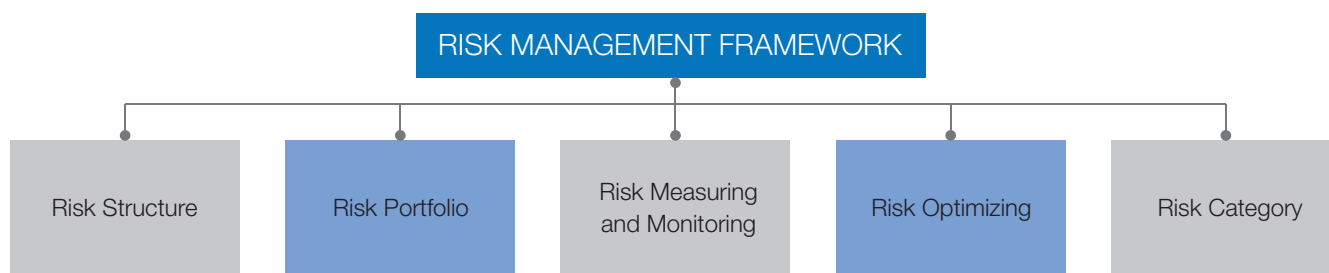 RISK MANAGEMENT FRAMEWORK
Risk Structure
Risk Portfolio
Risk Measuring
and Monitoring
Risk Optimizing
Risk Category